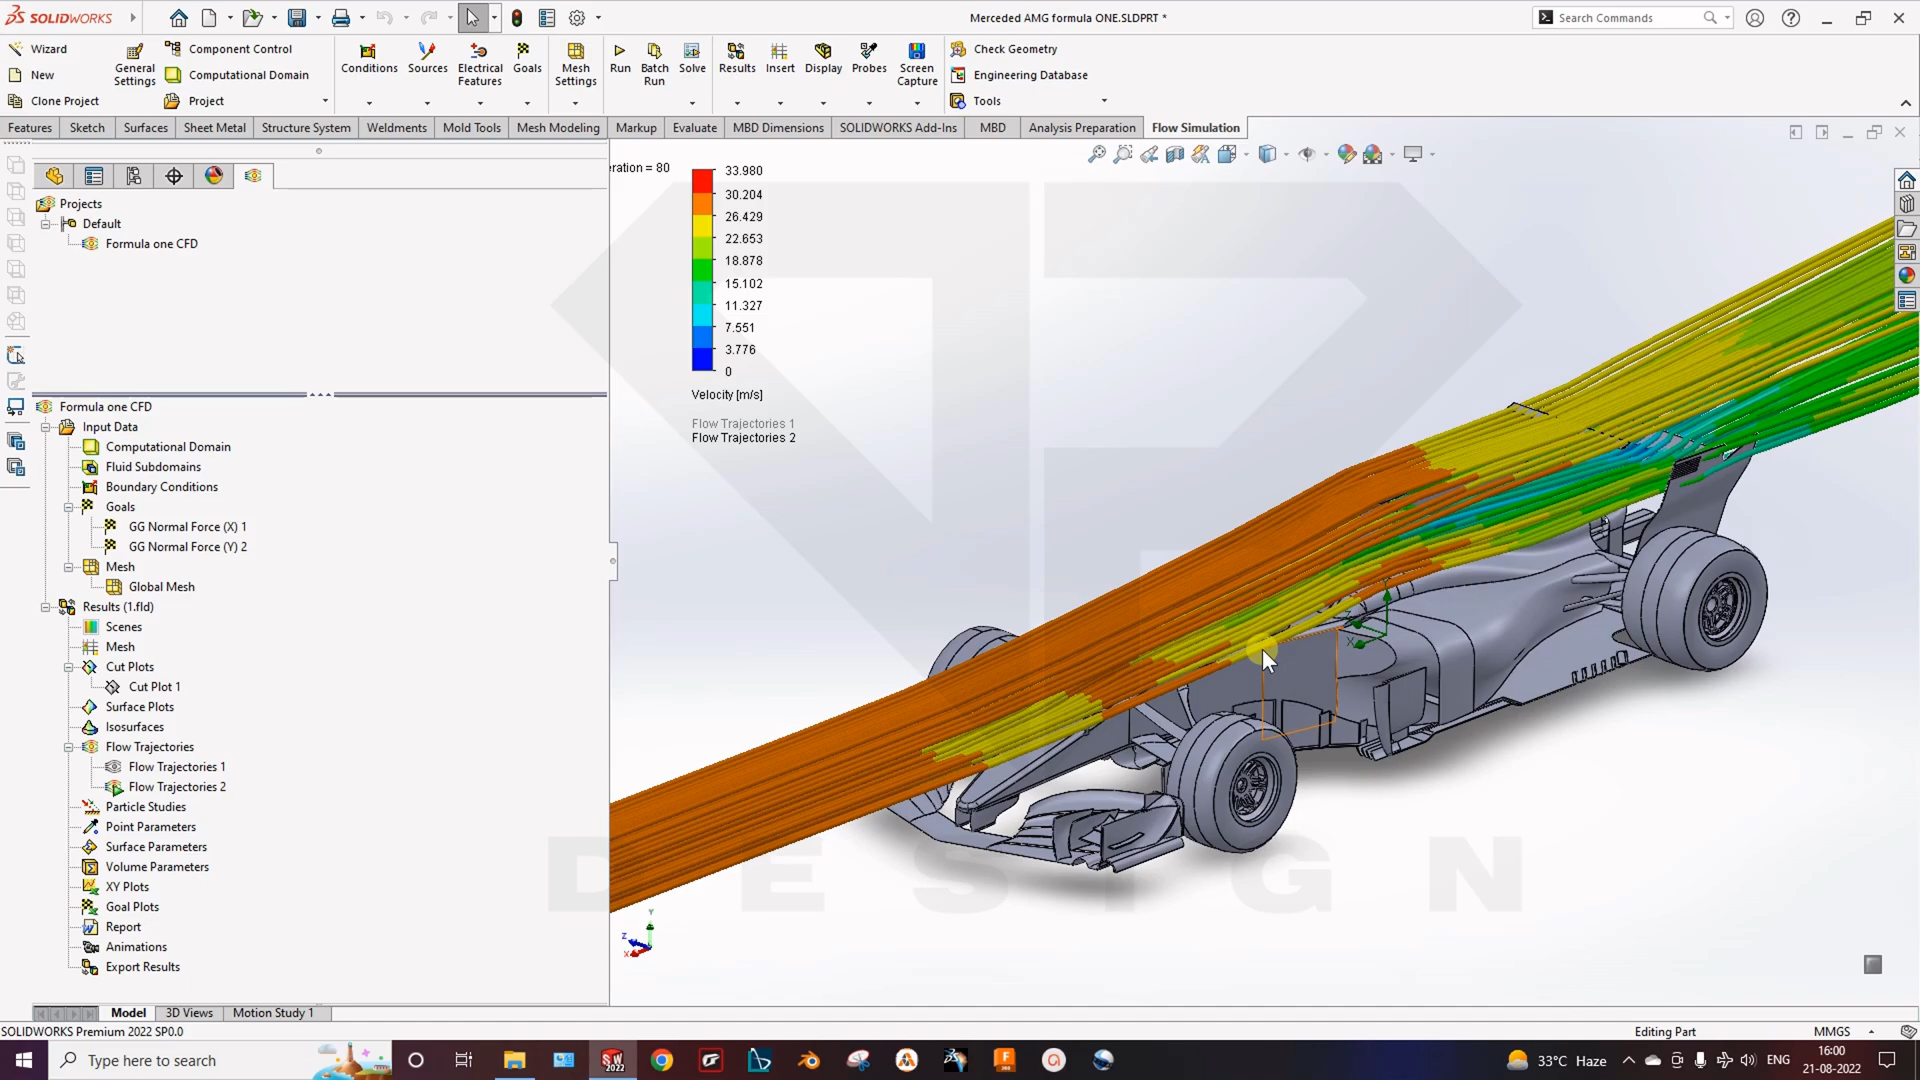 SOLIDWORKS
Merceded AMG formula ONE.SLDPRT *
Search Commands
Wizard
New
Clone Project
General Settings
Component Control
Computational Domain
Project
Conditions
Sources
Electrical Features
Goals
Mesh Settings
Run
Batch Run
Solve
Results
Insert
Display
Probes
Screen Capture
Check Geometry
Engineering Database
Tools
Features
Sketch
Surfaces
Sheet Metal
Structure System
Weldments
Mold Tools
Mesh Modeling
Markup
Evaluate
MBD Dimensions
SOLIDWORKS Add-Ins
MBD
Analysis Preparation
Flow Simulation
Projects
Default
Formula one CFD
Formula one CFD
Input Data
Computational Domain
Fluid Subdomains
Boundary Conditions
Goals
GG Normal Force (X) 1
GG Normal Force (Y) 2
Mesh
Global Mesh
Results (1.fld)
Scenes
Mesh
Cut Plots
Cut Plot 1
Surface Plots
Isosurfaces
Flow Trajectories
Flow Trajectories 1
Flow Trajectories 2
Particle Studies
Point Parameters
Surface Parameters
Volume Parameters
XY Plots
Goal Plots
Report
Animations
Export Results
eration = 80
33.980
30.204
26.429
22.653
18.878
15.102
11.327
7.551
3.776
0
Velocity [m/s]
Flow Trajectories 1
Flow Trajectories 2
X
DESIGN
Y
Z
X
Model
3D Views
Motion Study 1
SOLIDWORKS Premium 2022 SP0.0
Editing Part
MMGS
Type here to search
SW
2022
33°C Haze
ENG
16:00
21-08-2022